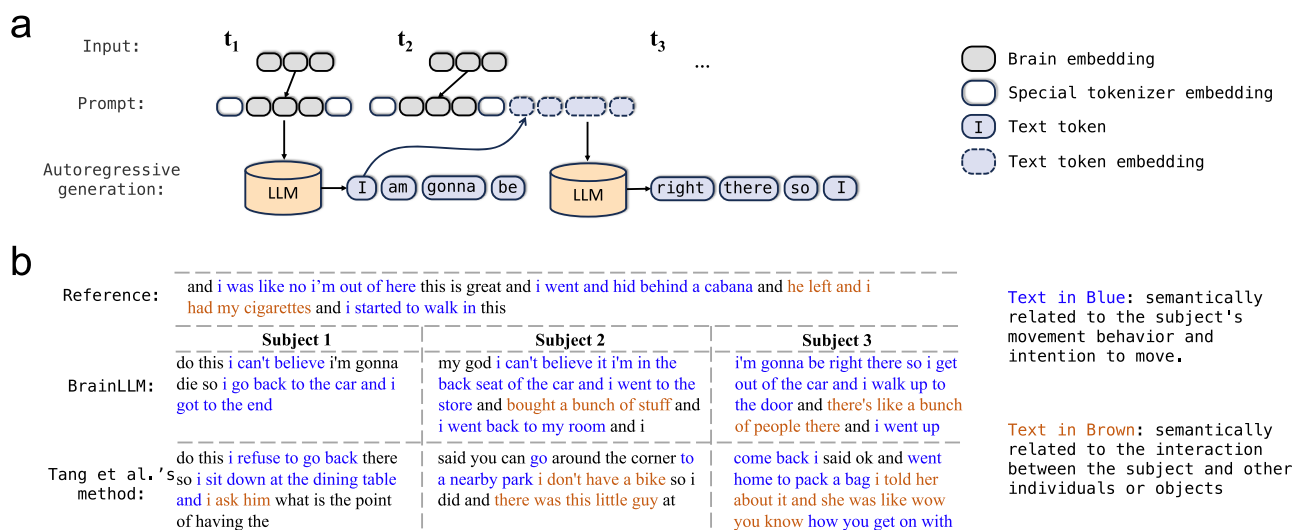 a
Input:
t1
t2
t3
...
Prompt:
Autoregressive
generation:
LLM
I am gonna be
LLM
right there so I
Brain embedding
Special tokenizer embedding
I
Text token
Text token embedding
b
Reference:
and i was like no i'm out of here this is great and i went and hid behind a cabana and he left and i
had my cigarettes and i started to walk in this
Subject 1
Subject 2
Subject 3
BrainLLM:
do this i can't believe i'm gonna
die so i go back to the car and i
got to the end
my god i can't believe it i'm in the
back seat of the car and i went to the
store and bought a bunch of stuff and
i went back to my room and i
i'm gonna be right there so i get
out of the car and i walk up to
the door and there's like a bunch
of people there and i went up
Tang et al.'s
method:
do this i refuse to go back there
so i sit down at the dining table
and i ask him what is the point
of having the
said you can go around the corner to
a nearby park i don't have a bike so i
did and there was this little guy at
come back i said ok and went
home to pack a bag i told her
about it and she was like wow
you know how you get on with
Text in Blue: semantically
related to the subject's
movement behavior and
intention to move.
Text in Brown: semantically
related to the interaction
between the subject and other
individuals or objects